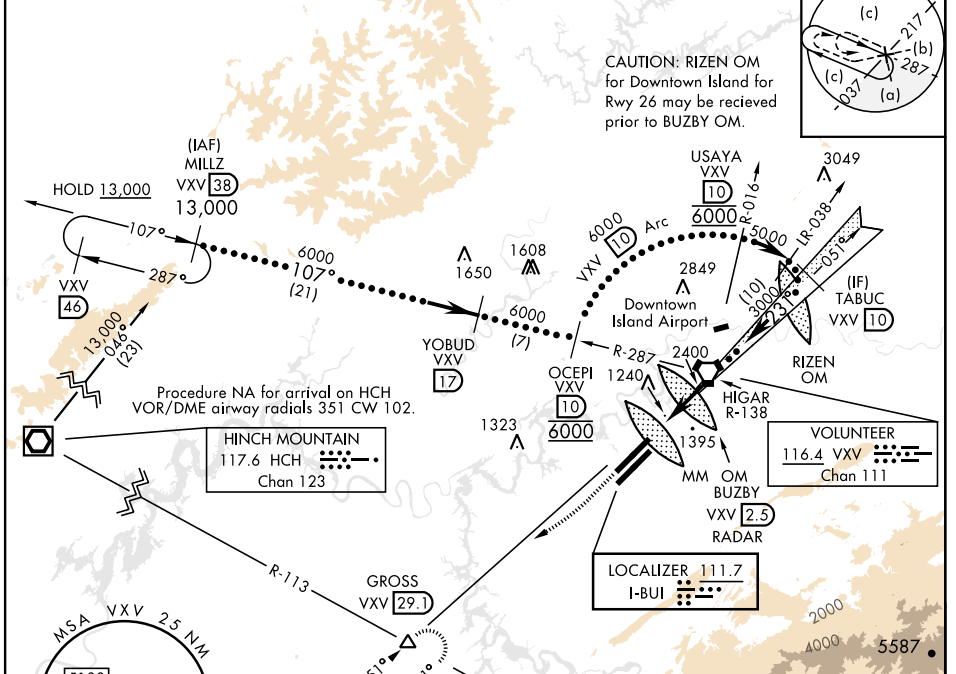 (c)
217
(b)
287
(c)
037
(a)
CAUTION: RIZEN OM
for Downtown Island for
Rwy 26 may be recieved
prior to BUZBY OM.
(IAF)
MILLZ
VXV 38
13,000
HOLD 13,000
107°
287°
VXV
46
13,000
046°
(23)
6000
107°
(21)
1650
1608
YOBUD
VXV
17
6000
(7)
OCEPI
VXV
10
6000
6000
VXV 10 Arc
USAYA
VXV
10
6000
R-016
5000
3049
LR-038
051°
(IF)
TABUC
VXV 10
(10)
3000
231°
2849
Downtown
Island Airport
R-287
2400
1240
RIZEN
OM
HIGAR
R-138
1323
1395
MM
OM
BUZBY
VXV 2.5
RADAR
VOLUNTEER
116.4 VXV
Chan 111
Procedure NA for arrival on HCH
VOR/DME airway radials 351 CW 102.
HINCH MOUNTAIN
117.6 HCH
Chan 123
LOCALIZER 111.7
I-BUI
R-113
GROSS
VXV 29.1
MSA VXV 25 NM
2000
4000
5587